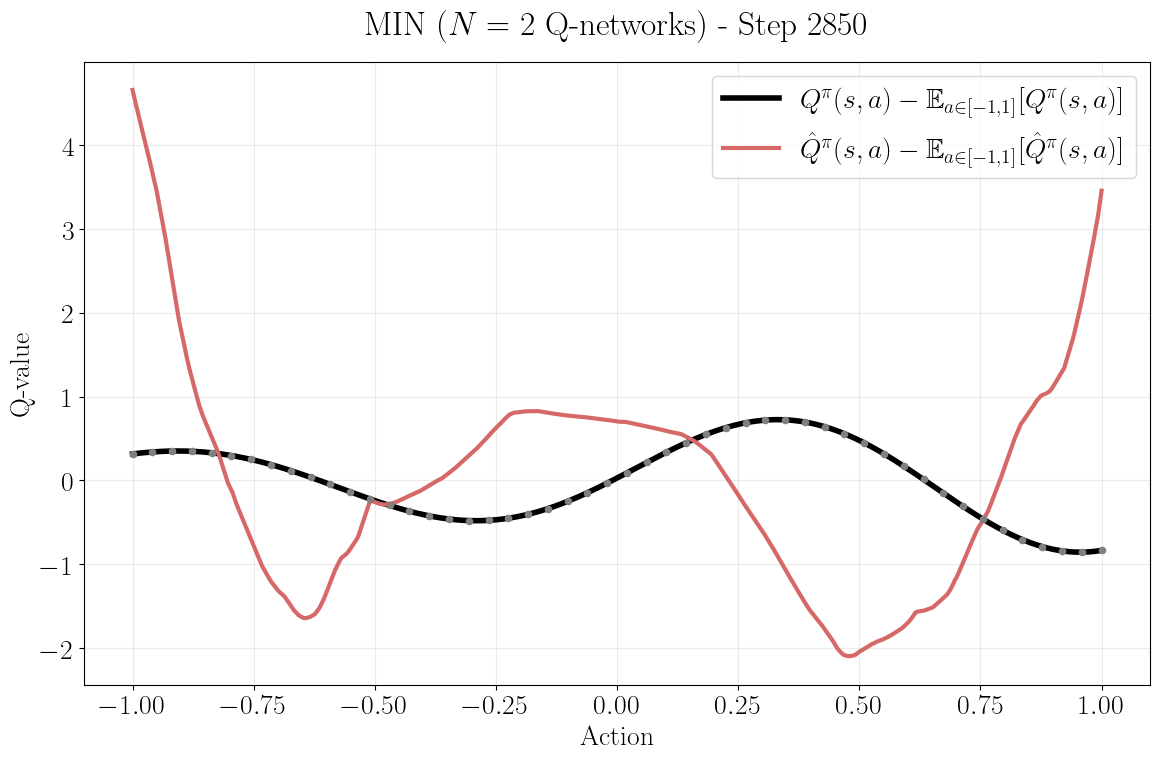 MIN (N = 2 Q-networks) - Step 2850
Q^π(s, a) − 𝔼_{a∈[−1,1]}[Q^π(s, a)]
Q̂^π(s, a) − 𝔼_{a∈[−1,1]}[Q̂^π(s, a)]
Q-value
4
3
2
1
0
−1
−2
−1.00 −0.75 −0.50 −0.25 0.00 0.25 0.50 0.75 1.00
Action